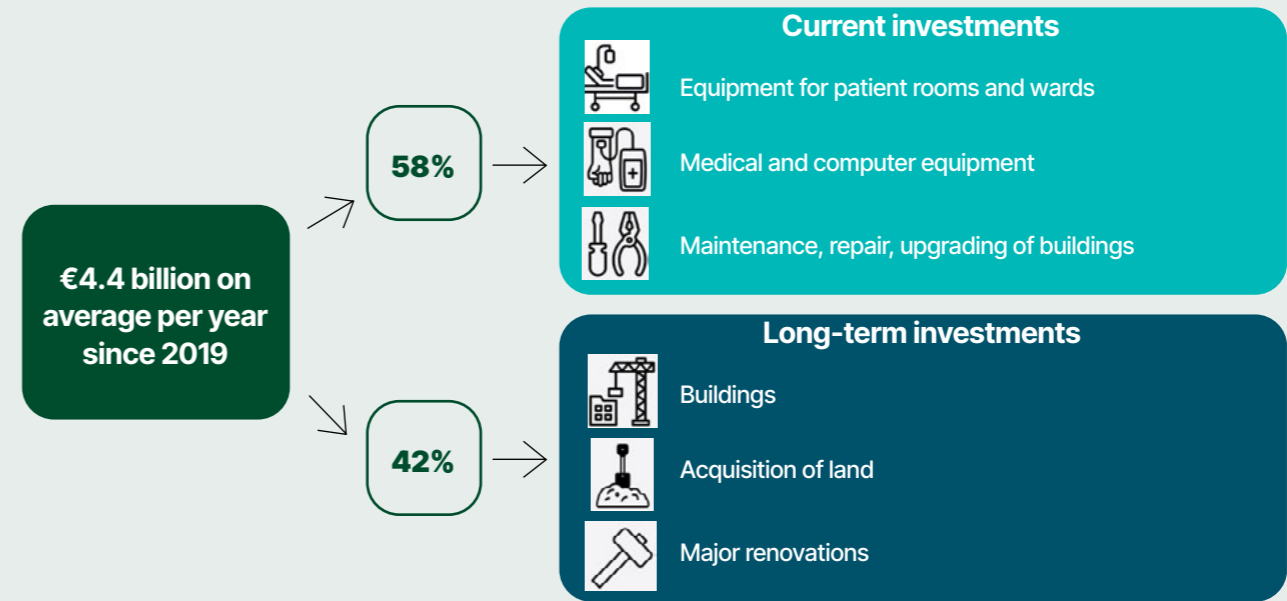 €4.4 billion on
average per year
since 2019
58%
Current investments
Equipment for patient rooms and wards
Medical and computer equipment
Maintenance, repair, upgrading of buildings
42%
Long-term investments
Buildings
Acquisition of land
Major renovations